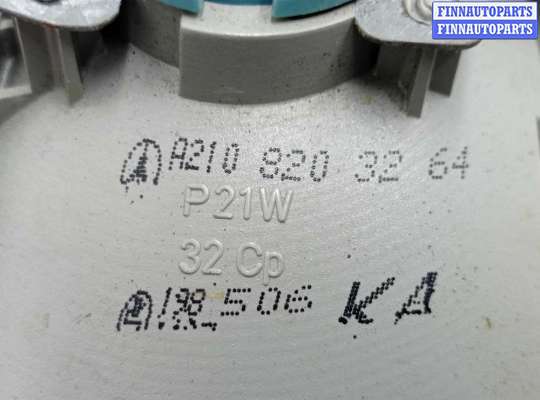 FINNAUTOPARTS
FINNAUTOPARTS
A210 820 32 64
P21W
32 Cp
506 KA